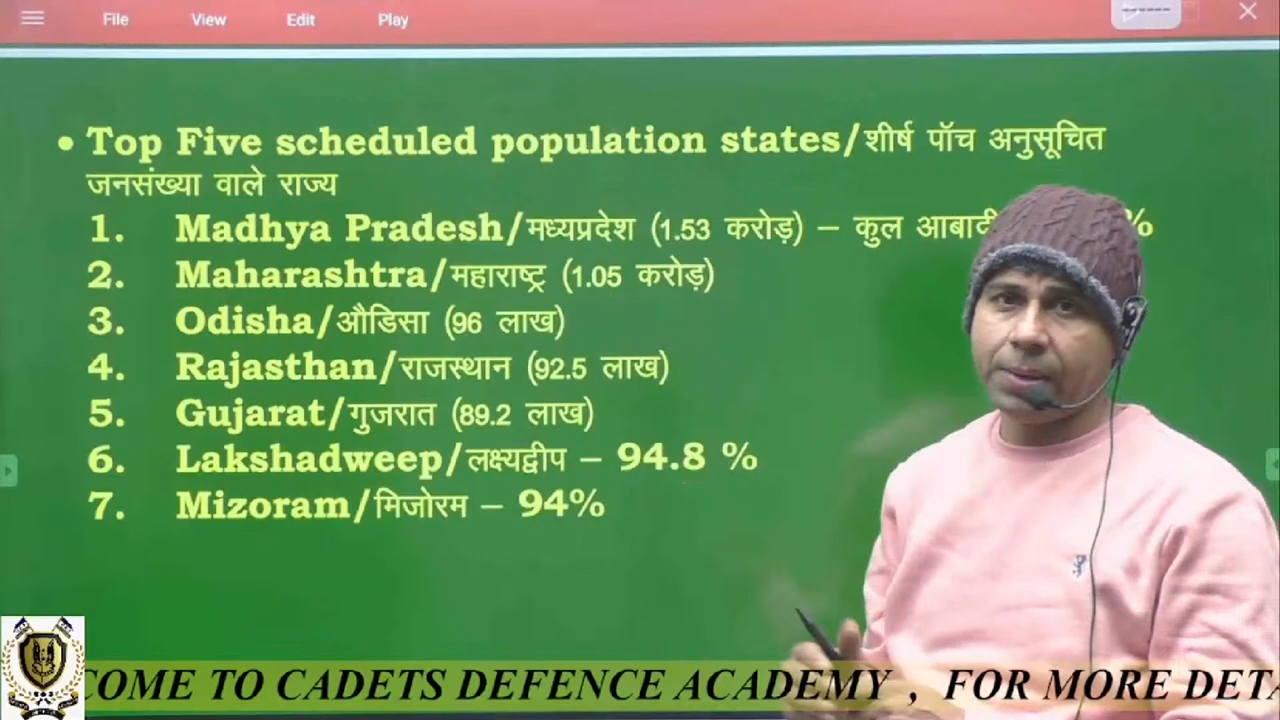 File View Edit Play
• Top Five scheduled population states/शीर्ष पॉच अनुसूचित
जनसंख्या वाले राज्य
1. Madhya Pradesh/मध्यप्रदेश (1.53 करोड़) – कुल आबादी %
2. Maharashtra/महाराष्ट्र (1.05 करोड़)
3. Odisha/औडिसा (96 लाख)
4. Rajasthan/राजस्थान (92.5 लाख)
5. Gujarat/गुजरात (89.2 लाख)
6. Lakshadweep/लक्ष्यद्वीप – 94.8 %
7. Mizoram/मिजोरम – 94%
COME TO CADETS DEFENCE ACADEMY , FOR MORE DETA